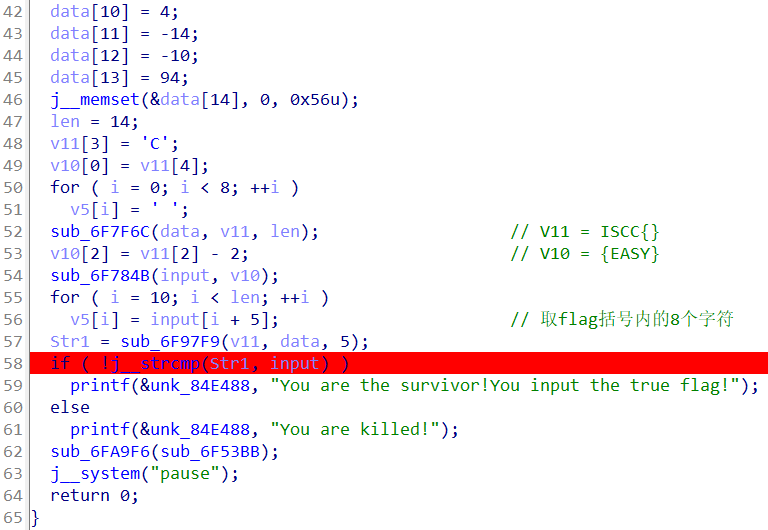 42 data[10] = 4;
43 data[11] = -14;
44 data[12] = -10;
45 data[13] = 94;
46 j__memset(&data[14], 0, 0x56u);
47 len = 14;
48 v11[3] = 'C';
49 v10[0] = v11[4];
50 for ( i = 0; i < 8; ++i )
51 v5[i] = ' ';
52 sub_6F7F6C(data, v11, len); // V11 = ISCC{}
53 v10[2] = v11[2] - 2; // V10 = {EASY}
54 sub_6F784B(input, v10);
55 for ( i = 10; i < len; ++i )
56 v5[i] = input[i + 5]; // 取flag括号内的8个字符
57 Str1 = sub_6F97F9(v11, data, 5);
58 if ( !j__strcmp(Str1, input) )
59 printf(&unk_84E488, "You are the survivor!You input the true flag!");
60 else
61 printf(&unk_84E488, "You are killed!");
62 sub_6FA9F6(sub_6F53BB);
63 j__system("pause");
64 return 0;
65 }